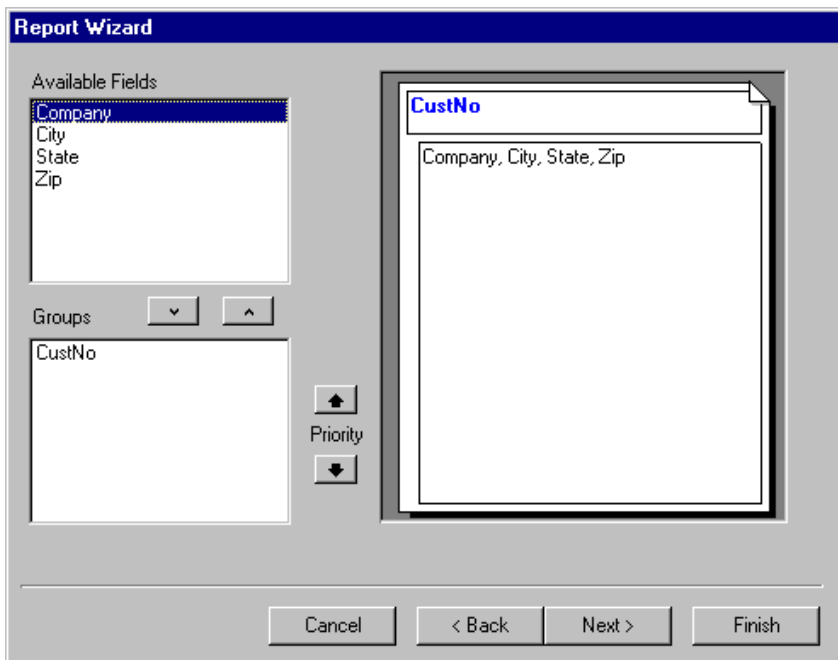 Report Wizard
Available Fields
Company
City
State
Zip
Groups
CustNo
Priority
CustNo
Company, City, State, Zip
Cancel
< Back
Next >
Finish